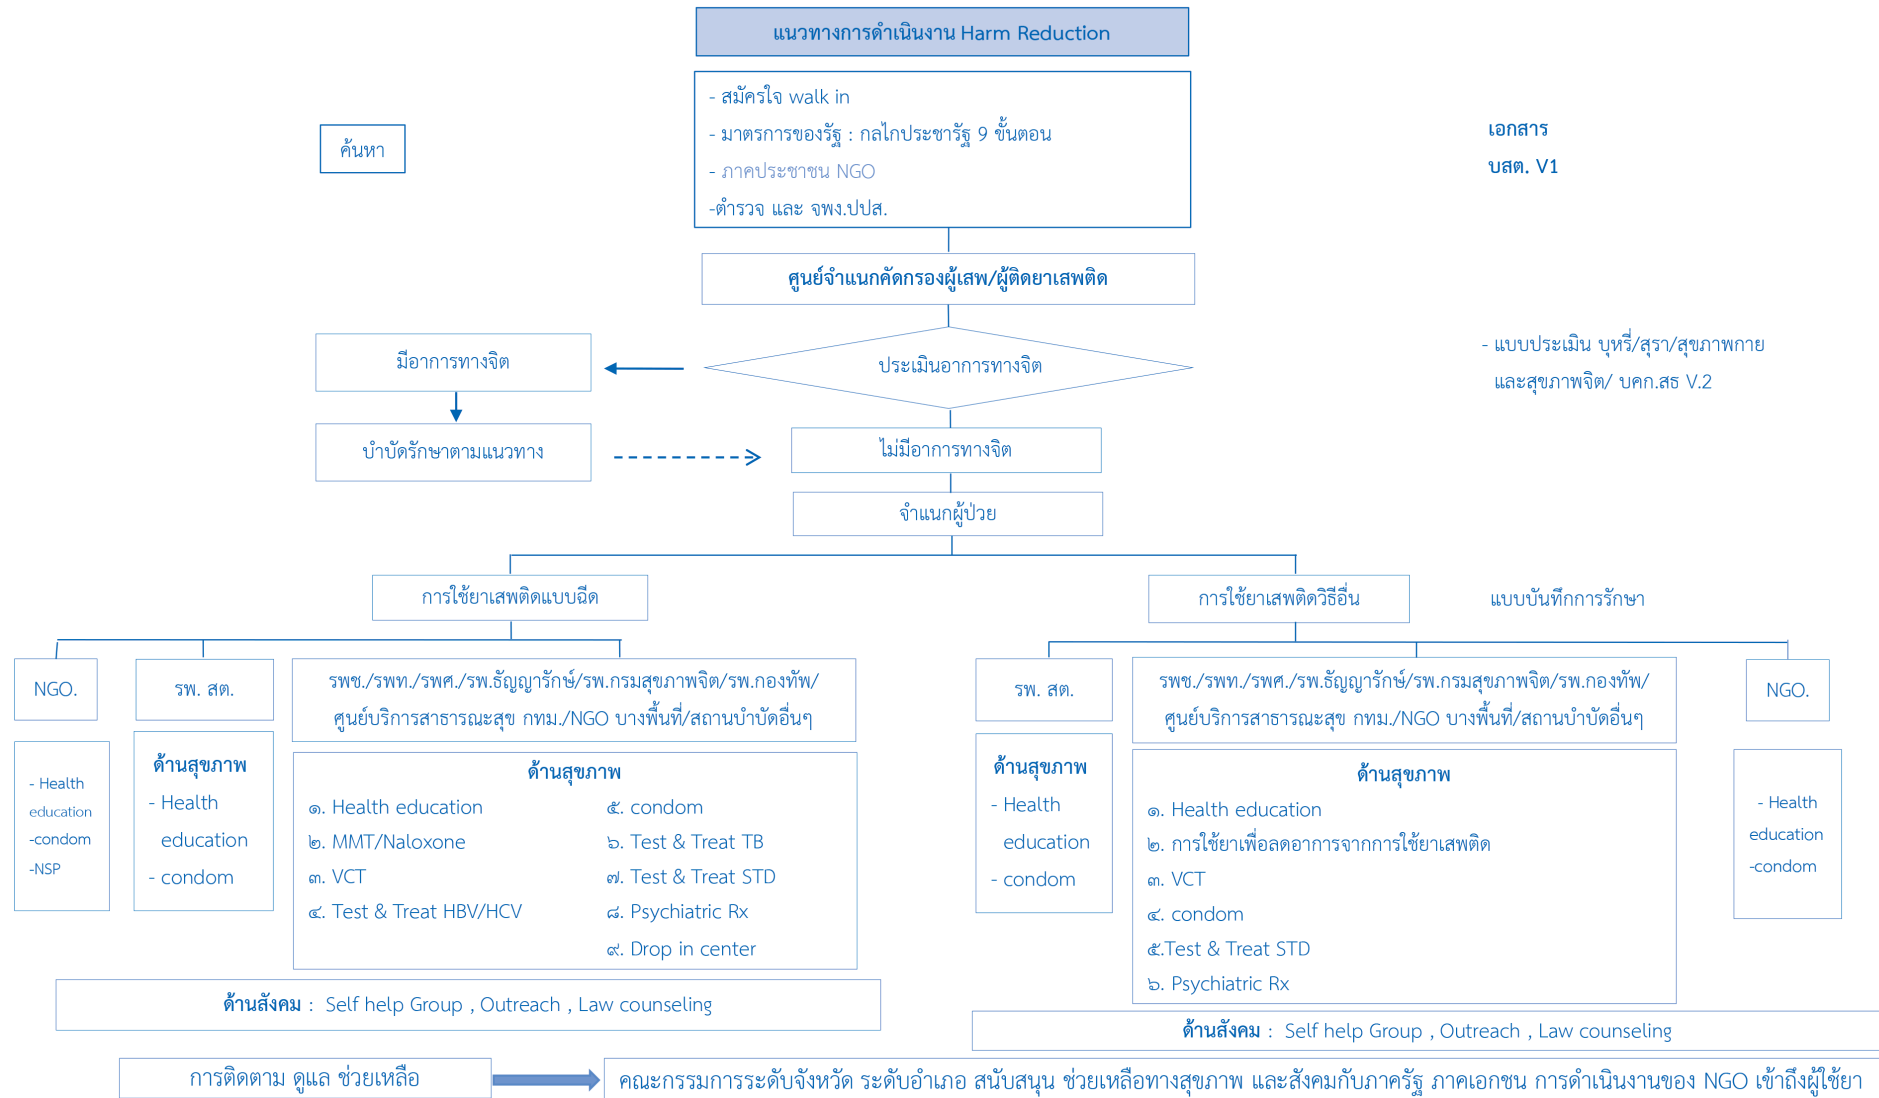 แนวทางการดำเนินงาน Harm Reduction
ค้นหา
- สมัครใจ walk in
- มาตรการของรัฐ : กลไกประชารัฐ 9 ขั้นตอน
- ภาคประชาชน NGO
-ตำรวจ และ จพง.ปปส.
เอกสาร
บสต. V1
ศูนย์จำแนกคัดกรองผู้เสพ/ผู้ติดยาเสพติด
มีอาการทางจิต
ประเมินอาการทางจิต
- แบบประเมิน บุหรี่/สุรา/สุขภาพกาย
และสุขภาพจิต/ บคก.สธ V.2
บำบัดรักษาตามแนวทาง
ไม่มีอาการทางจิต
จำแนกผู้ป่วย
การใช้ยาเสพติดแบบฉีด
การใช้ยาเสพติดวิธีอื่น
แบบบันทึกการรักษา
NGO.
รพ. สต.
รพช./รพท./รพศ./รพ.ธัญญารักษ์/รพ.กรมสุขภาพจิต/รพ.กองทัพ/
ศูนย์บริการสาธารณะสุข กทม./NGO บางพื้นที่/สถานบำบัดอื่นๆ
- Health
education
-condom
-NSP
ด้านสุขภาพ
- Health
education
- condom
ด้านสุขภาพ
๑. Health education
๒. MMT/Naloxone
๓. VCT
๔. Test & Treat HBV/HCV
๕. condom
๖. Test & Treat TB
๗. Test & Treat STD
๘. Psychiatric Rx
๙. Drop in center
ด้านสังคม : Self help Group , Outreach , Law counseling
รพ. สต.
รพช./รพท./รพศ./รพ.ธัญญารักษ์/รพ.กรมสุขภาพจิต/รพ.กองทัพ/
ศูนย์บริการสาธารณะสุข กทม./NGO บางพื้นที่/สถานบำบัดอื่นๆ
NGO.
ด้านสุขภาพ
- Health
education
- condom
ด้านสุขภาพ
๑. Health education
๒. การใช้ยาเพื่อลดอาการจากการใช้ยาเสพติด
๓. VCT
๔. condom
๕.Test & Treat STD
๖. Psychiatric Rx
- Health
education
-condom
ด้านสังคม : Self help Group , Outreach , Law counseling
การติดตาม ดูแล ช่วยเหลือ
คณะกรรมการระดับจังหวัด ระดับอำเภอ สนับสนุน ช่วยเหลือทางสุขภาพ และสังคมกับภาครัฐ ภาคเอกชน การดำเนินงานของ NGO เข้าถึงผู้ใช้ยา